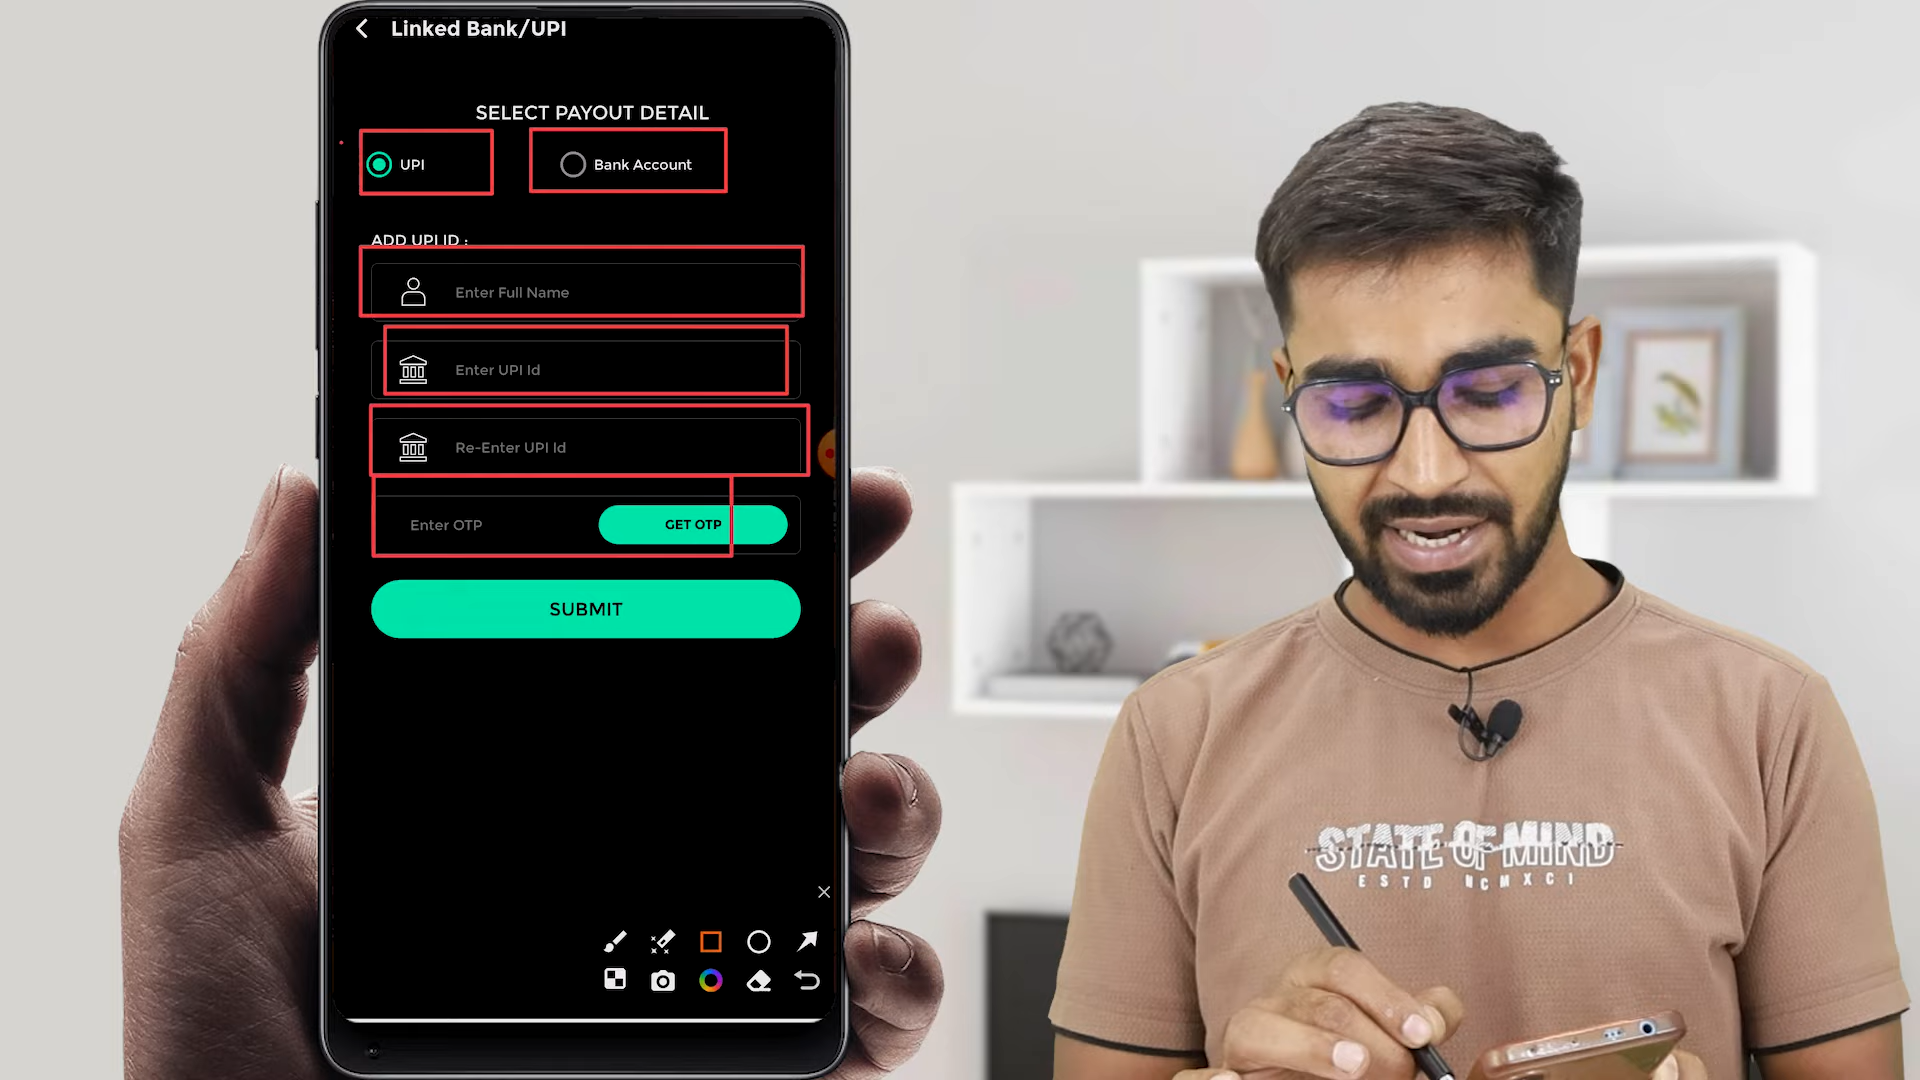 Linked Bank/UPI
SELECT PAYOUT DETAIL
UPI
Bank Account
ADD UPI ID :
Enter Full Name
Enter UPI Id
Re-Enter UPI Id
Enter OTP
GET OTP
SUBMIT
STATE OF MIND
ESTD MCMXCI